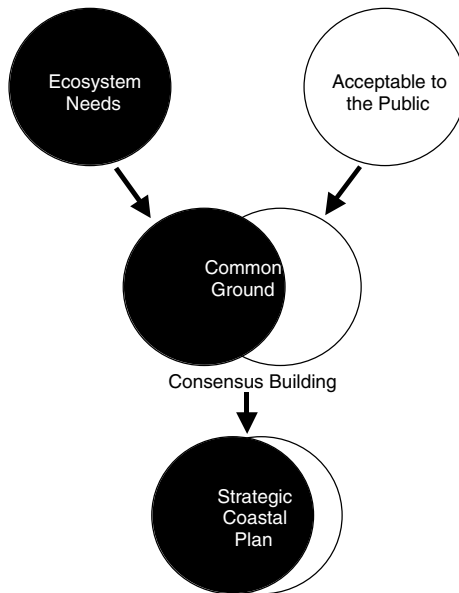 Ecosystem
Needs
Acceptable to
the Public
Common
Ground
Consensus Building
Strategic
Coastal
Plan